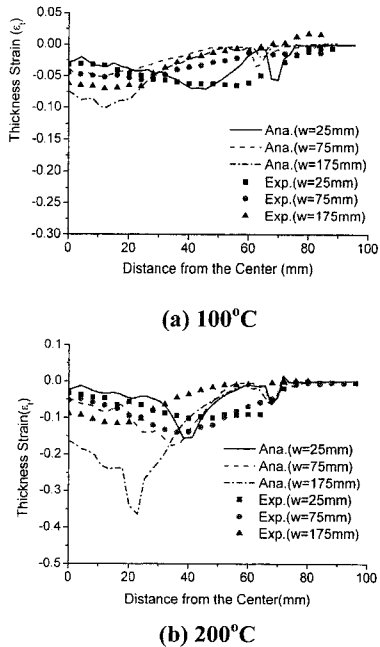 0.05
0.00
-0.05
-0.10
-0.15
-0.20
-0.25
-0.30
Thickness Strain (εt)
Ana.(w=25mm)
Ana.(w=75mm)
Ana.(w=175mm)
Exp.(w=25mm)
Exp.(w=75mm)
Exp.(w=175mm)
0 20 40 60 80 100
Distance from the Center (mm)
(a) 100°C
0.1
0.0
-0.1
-0.2
-0.3
-0.4
-0.5
Thickness Strain(εt)
Ana.(w=25mm)
Ana.(w=75mm)
Ana.(w=175mm)
Exp.(w=25mm)
Exp.(w=75mm)
Exp.(w=175mm)
0 20 40 60 80 100
Distance from the Center(mm)
(b) 200°C